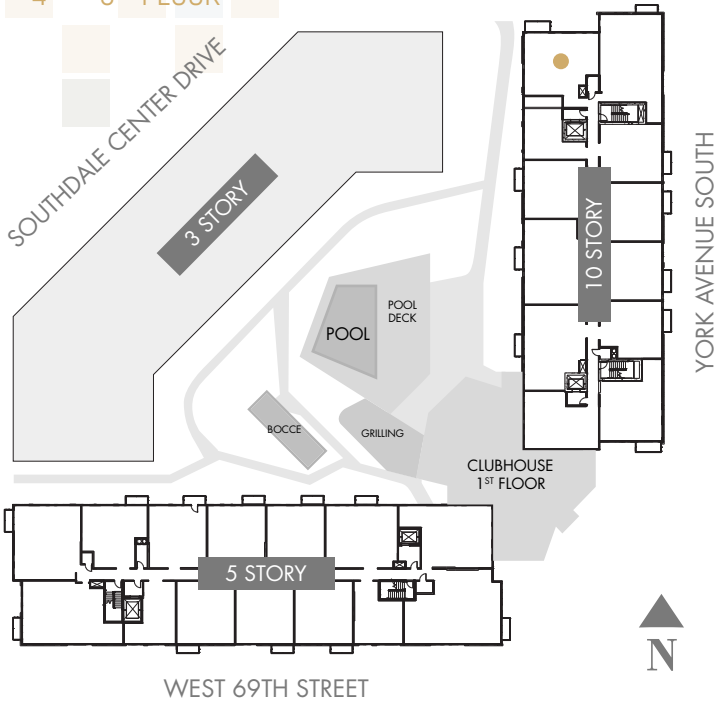 FLOOR
SOUTHDALE CENTER DRIVE
3 STORY
10 STORY
YORK AVENUE SOUTH
POOL
DECK
POOL
BOCCE
GRILLING
CLUBHOUSE
1ST FLOOR
5 STORY
N
WEST 69TH STREET